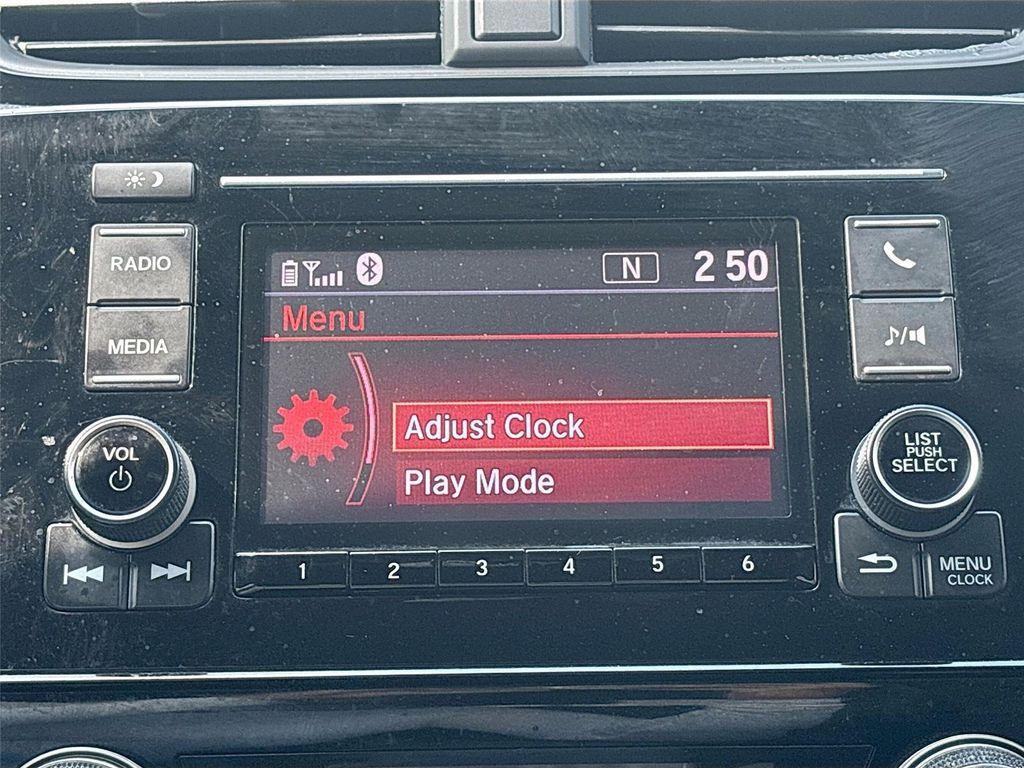 RADIO
MEDIA
VOL
N 2 50
Menu
Adjust Clock
Play Mode
1 2 3 4 5 6
LIST
PUSH
SELECT
MENU
CLOCK